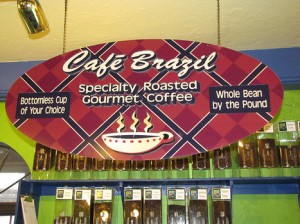 Café Brazil
Specialty Roasted
Gourmet Coffee
Bottomless Cup
of Your Choice
Whole Bean
by the Pound